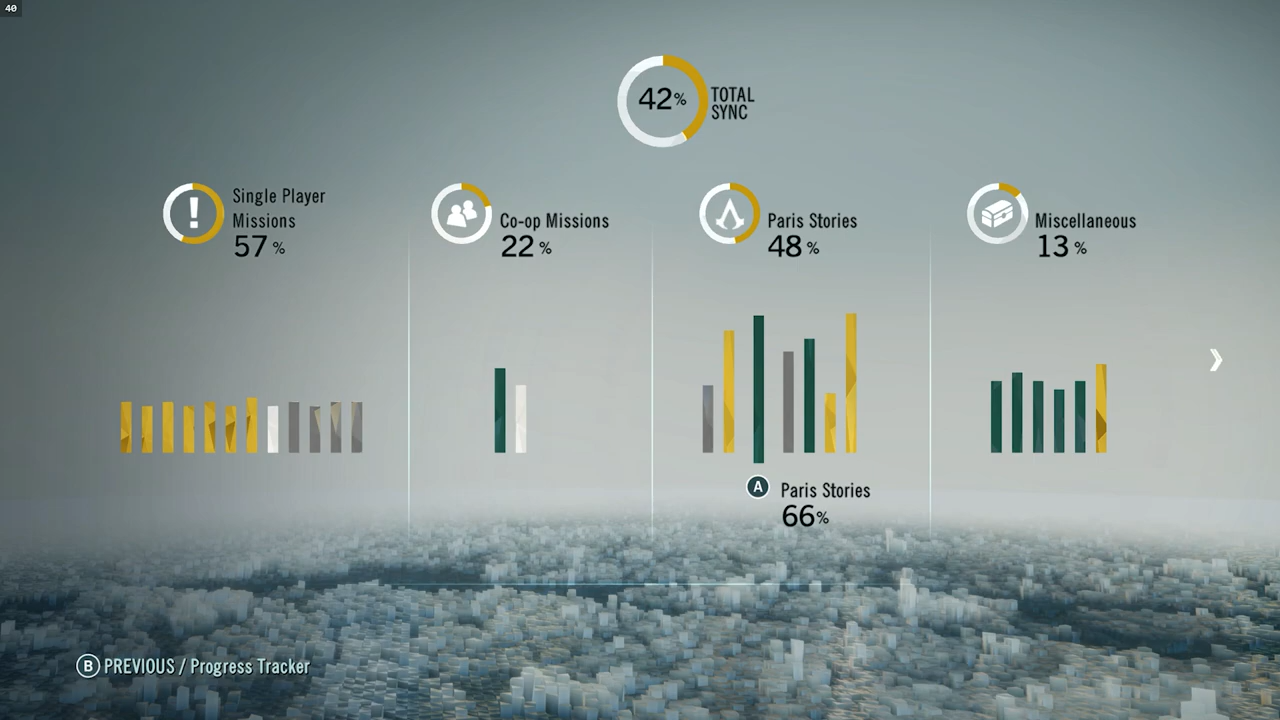 40
42%
TOTAL
SYNC
Single Player
Missions
57 %
Co-op Missions
22 %
Paris Stories
48 %
Miscellaneous
13 %
A
Paris Stories
66%
B PREVIOUS / Progress Tracker